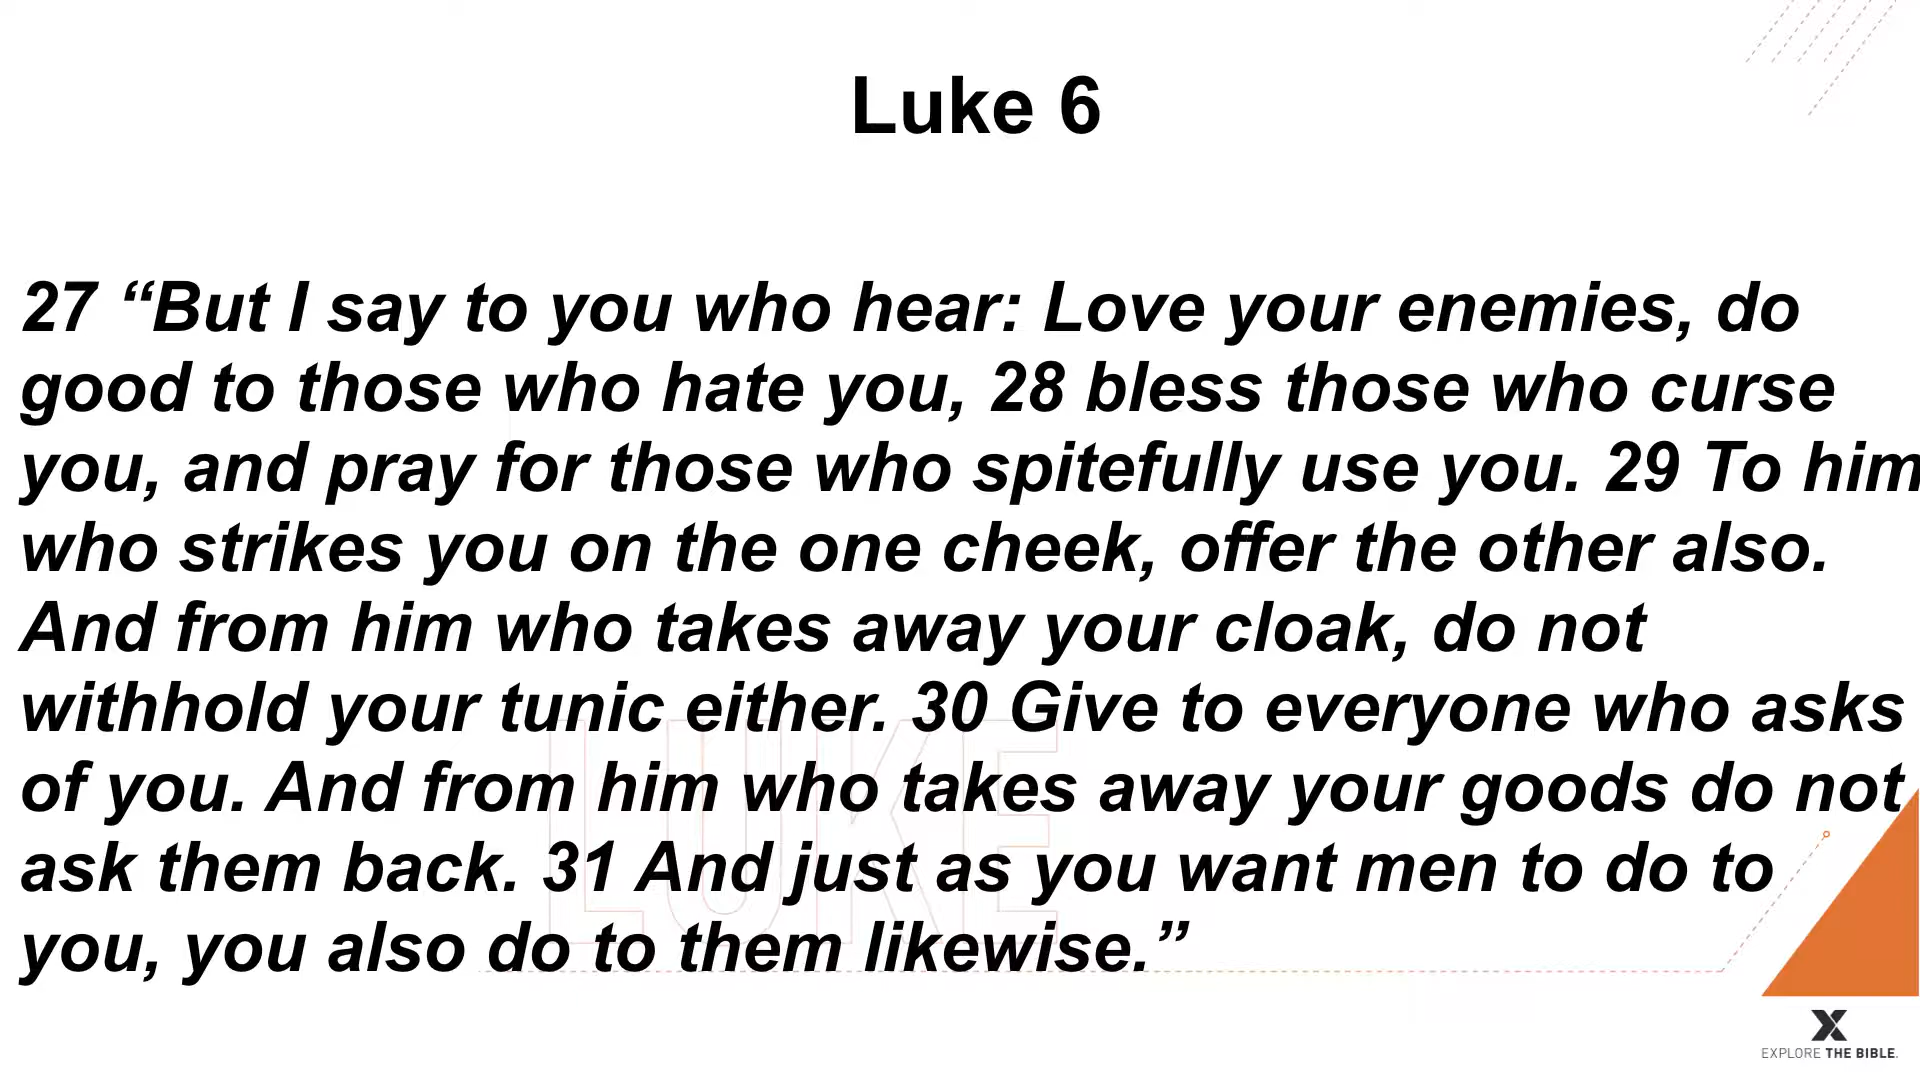 Luke 6
27 “But I say to you who hear: Love your enemies, do
good to those who hate you, 28 bless those who curse
you, and pray for those who spitefully use you. 29 To him
who strikes you on the one cheek, offer the other also.
And from him who takes away your cloak, do not
withhold your tunic either. 30 Give to everyone who asks
of you. And from him who takes away your goods do not
ask them back. 31 And just as you want men to do to
you, you also do to them likewise.”
LUKE
EXPLORE THE BIBLE.